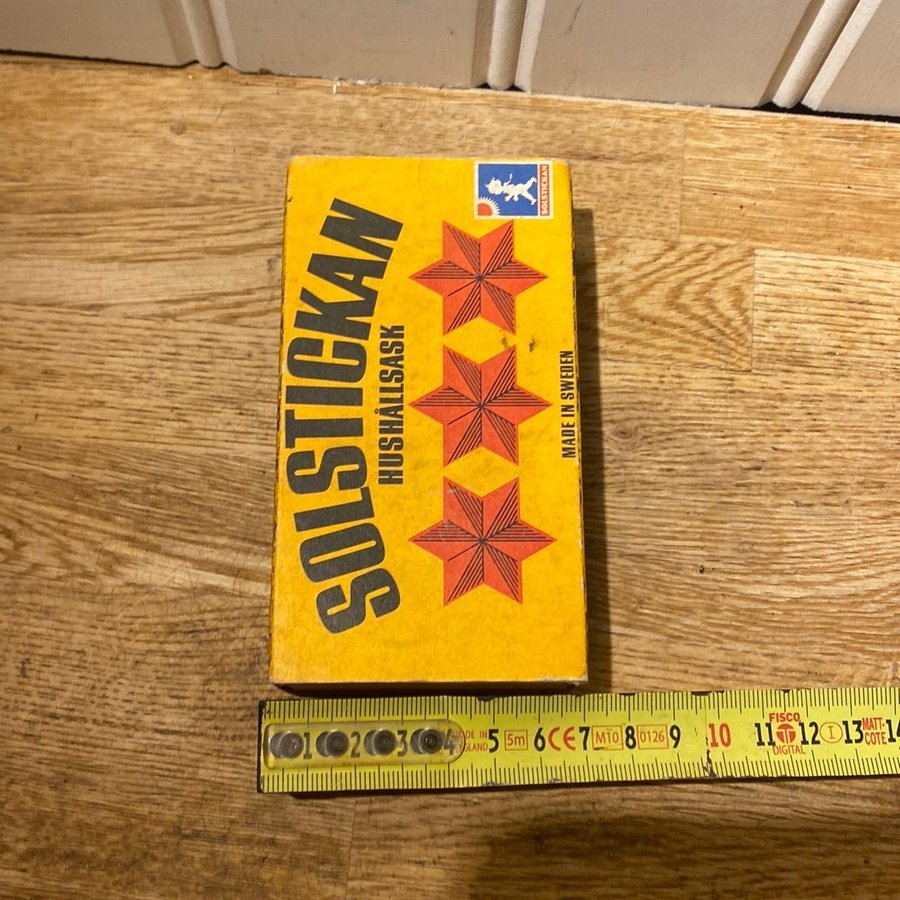 SOLSTICKAN
HUSHÅLLSASK
SOLSTICKAN
MADE IN SWEDEN
1 2 3 4 MADE IN ENGLAND 5 5m 6 CE 7 M10 8 0126 9 10 11 FISCO DIGITAL 12 I 13 MATT-COTE 14